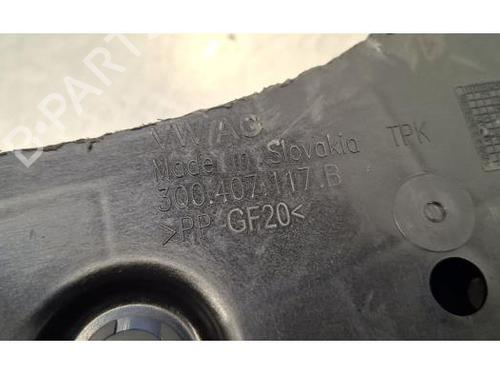 VW AG
Made in Slovakia
TPK
3Q0.407.117.B
>PP GF20<
B-PARTS